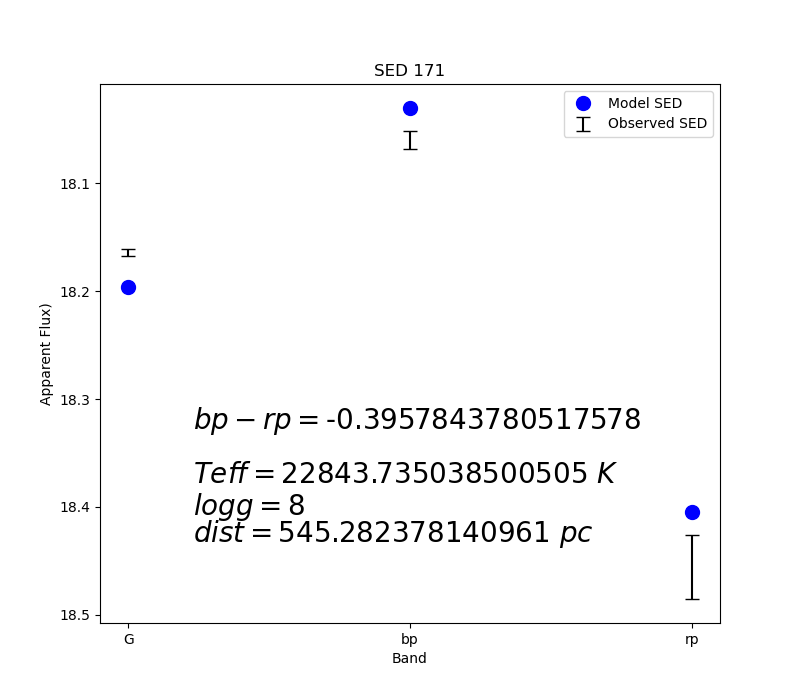 SED 171
Model SED
Observed SED
18.1
18.2
18.3
18.4
18.5
Apparent Flux)
bp − rp = -0.3957843780517578
Teff = 22843.735038500505 K
logg = 8
dist = 545.282378140961 pc
G
bp
rp
Band